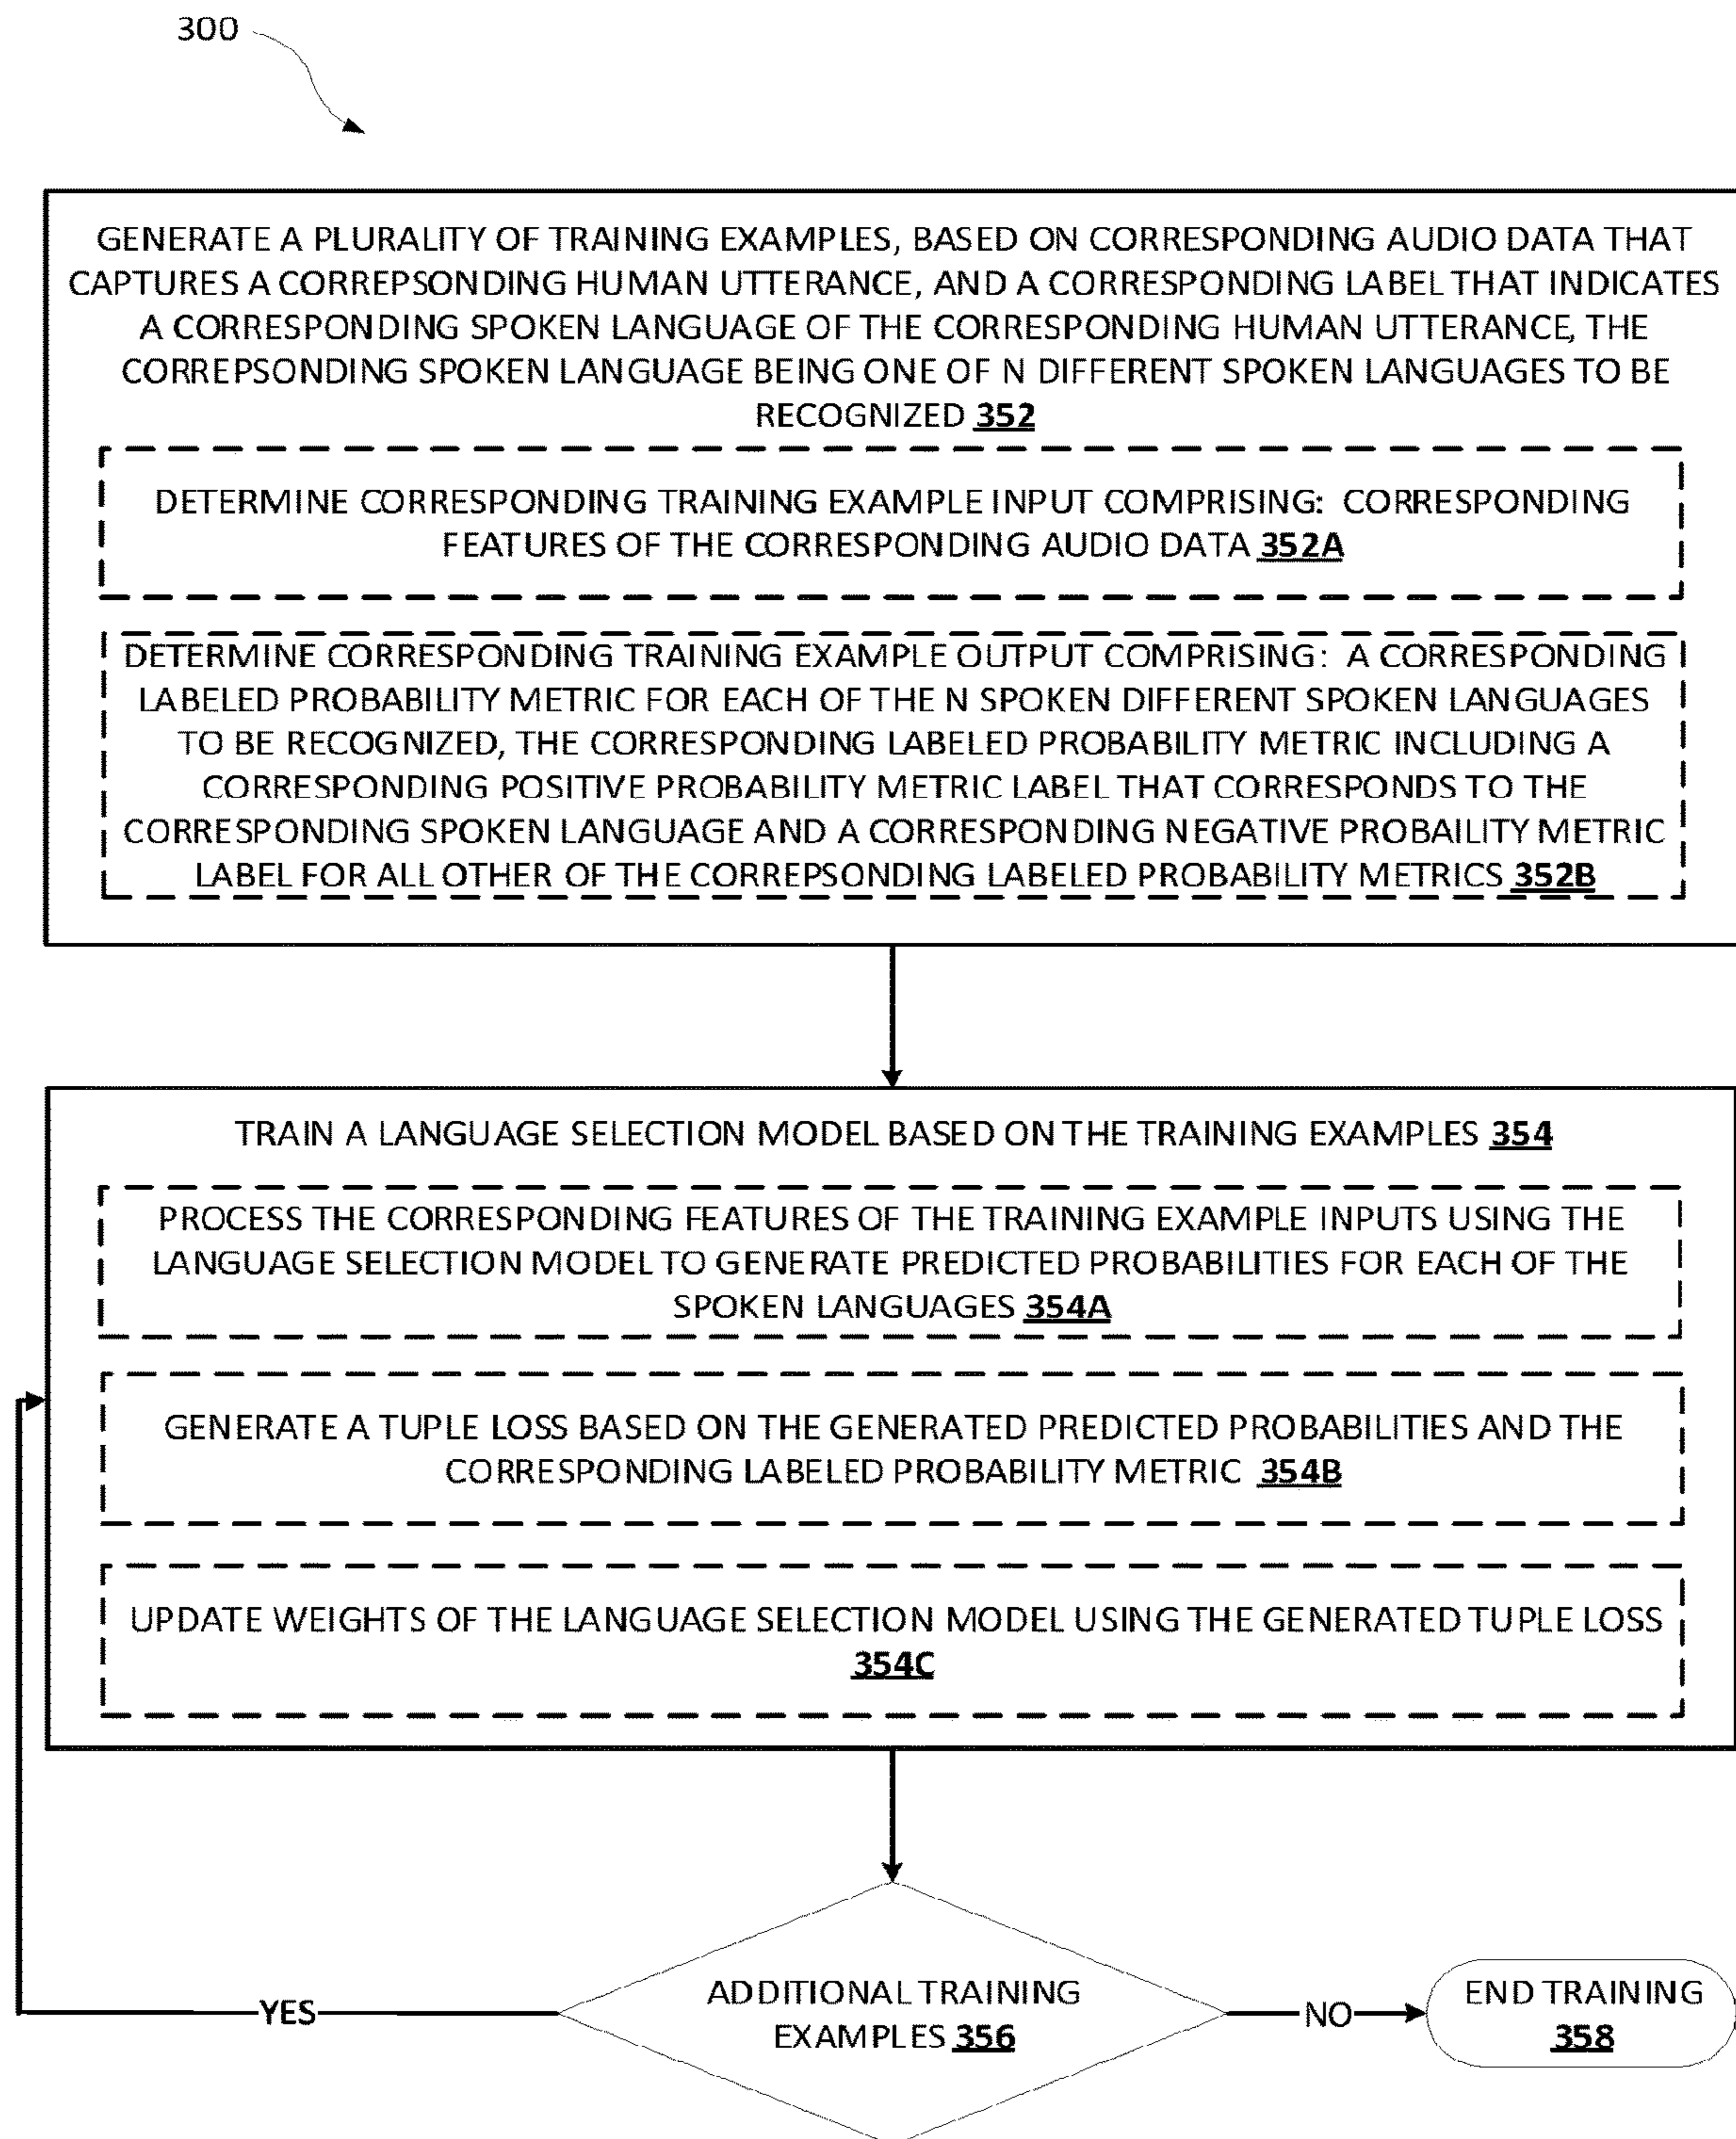 300
GENERATE A PLURALITY OF TRAINING EXAMPLES, BASED ON CORRESPONDING AUDIO DATA THAT
CAPTURES A CORREPSONDING HUMAN UTTERANCE, AND A CORRESPONDING LABEL THAT INDICATES
A CORRESPONDING SPOKEN LANGUAGE OF THE CORRESPONDING HUMAN UTTERANCE, THE
CORREPSONDING SPOKEN LANGUAGE BEING ONE OF N DIFFERENT SPOKEN LANGUAGES TO BE
RECOGNIZED 352
DETERMINE CORRESPONDING TRAINING EXAMPLE INPUT COMPRISING: CORRESPONDING
FEATURES OF THE CORRESPONDING AUDIO DATA 352A
DETERMINE CORRESPONDING TRAINING EXAMPLE OUTPUT COMPRISING: A CORRESPONDING
LABELED PROBABILITY METRIC FOR EACH OF THE N SPOKEN DIFFERENT SPOKEN LANGUAGES
TO BE RECOGNIZED, THE CORRESPONDING LABELED PROBABILITY METRIC INCLUDING A
CORRESPONDING POSITIVE PROBABILITY METRIC LABEL THAT CORRESPONDS TO THE
CORRESPONDING SPOKEN LANGUAGE AND A CORRESPONDING NEGATIVE PROBAILITY METRIC
LABEL FOR ALL OTHER OF THE CORREPSONDING LABELED PROBABILITY METRICS 352B
TRAIN A LANGUAGE SELECTION MODEL BASED ON THE TRAINING EXAMPLES 354
PROCESS THE CORRESPONDING FEATURES OF THE TRAINING EXAMPLE INPUTS USING THE
LANGUAGE SELECTION MODEL TO GENERATE PREDICTED PROBABILITIES FOR EACH OF THE
SPOKEN LANGUAGES 354A
GENERATE A TUPLE LOSS BASED ON THE GENERATED PREDICTED PROBABILITIES AND THE
CORRESPONDING LABELED PROBABILITY METRIC 354B
UPDATE WEIGHTS OF THE LANGUAGE SELECTION MODEL USING THE GENERATED TUPLE LOSS
354C
ADDITIONAL TRAINING
EXAMPLES 356
YES
NO
END TRAINING
358